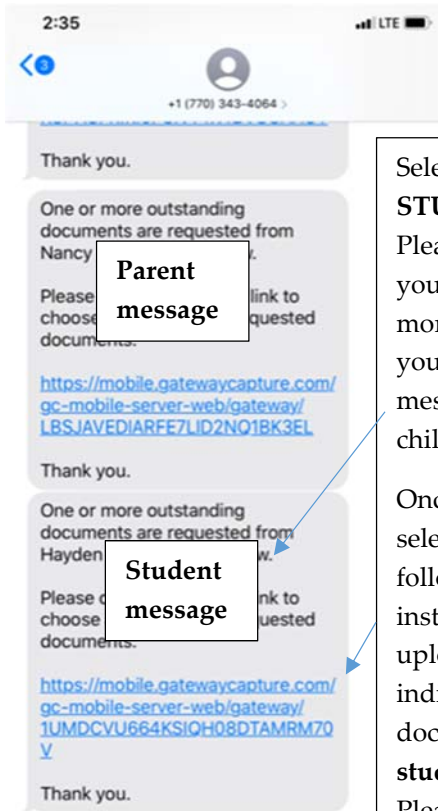 2:35
LTE
3
+1 (770) 343-4064 >
Thank you.
One or more outstanding
documents are requested from
Nancy
Please link to
choose quested
documents.
Parent
message
https://mobile.gatewaycapture.com/
gc-mobile-server-web/gateway/
LBSJAVEDIARFE7LID2NQ1BK3EL
Thank you.
One or more outstanding
documents are requested from
Hayden w.
Please c nk to
choose uested
documents.
Student
message
https://mobile.gatewaycapture.com/
gc-mobile-server-web/gateway/
1UMDCVU664KSIQH08DTAMRM70
V
Thank you.
Sele
STU
Plea
you
mor
you
mes
chil
Onc
sele
follo
inst
uplo
indi
doc
stud
Plea